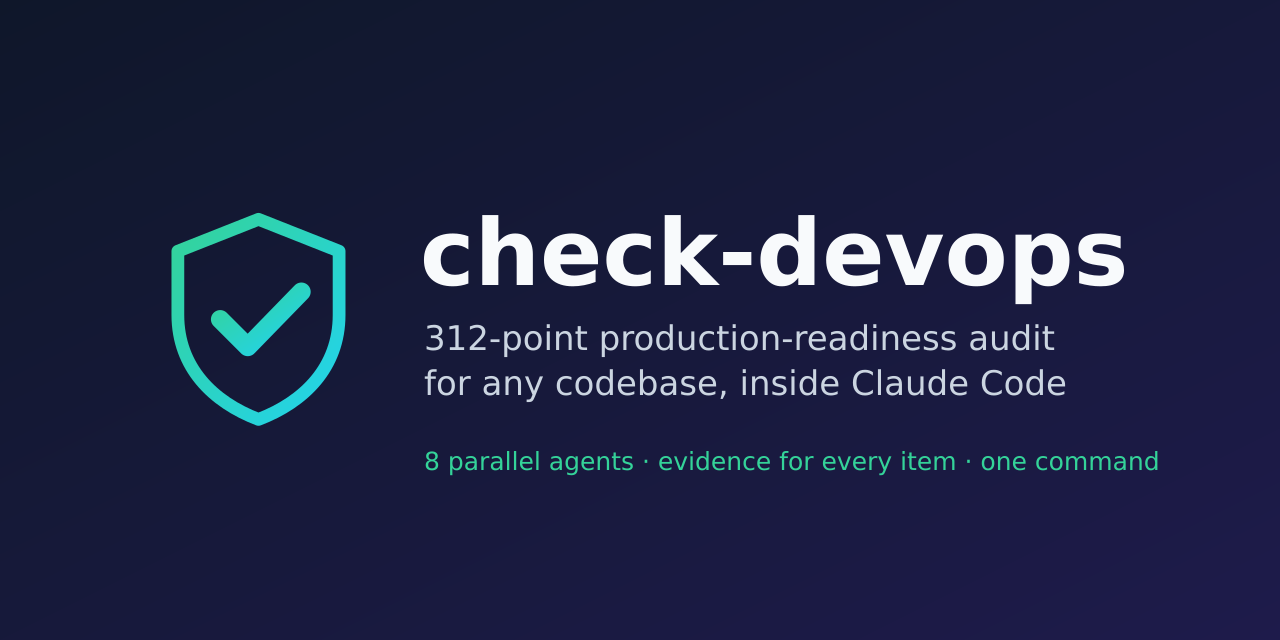 check-devops
312-point production-readiness audit
for any codebase, inside Claude Code
8 parallel agents · evidence for every item · one command